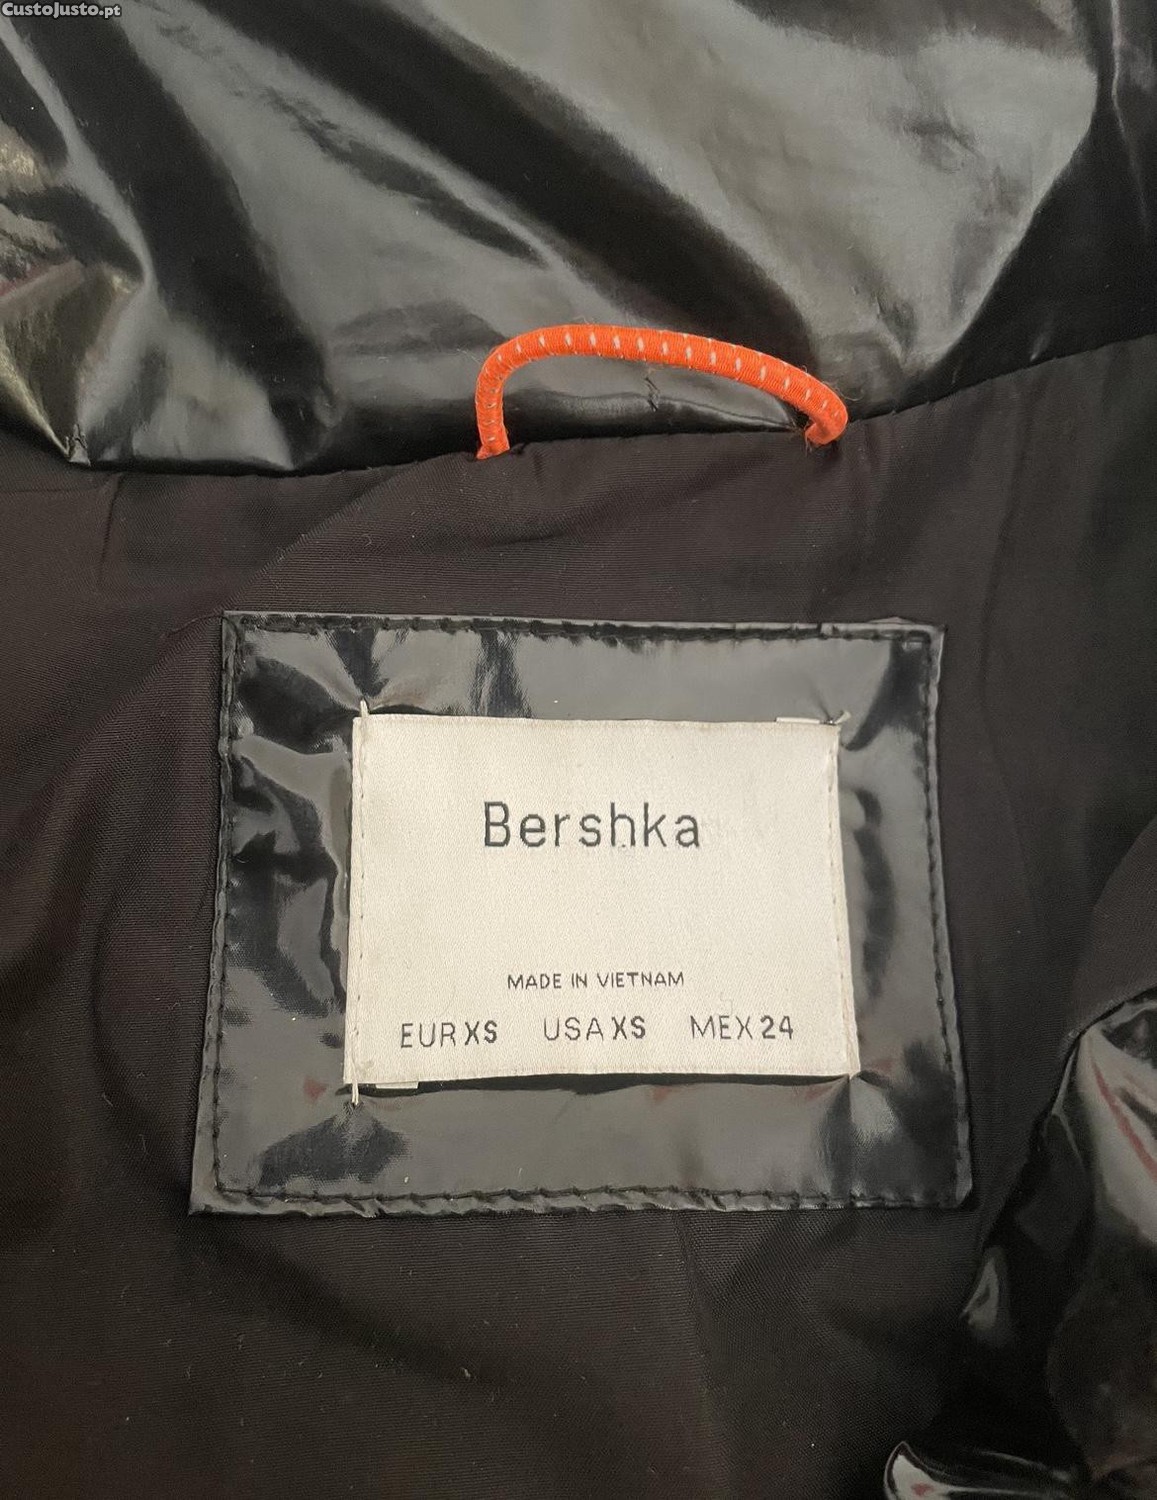 CustoJusto.pt
Bershka
MADE IN VIETNAM
EUR XS USA XS MEX 24